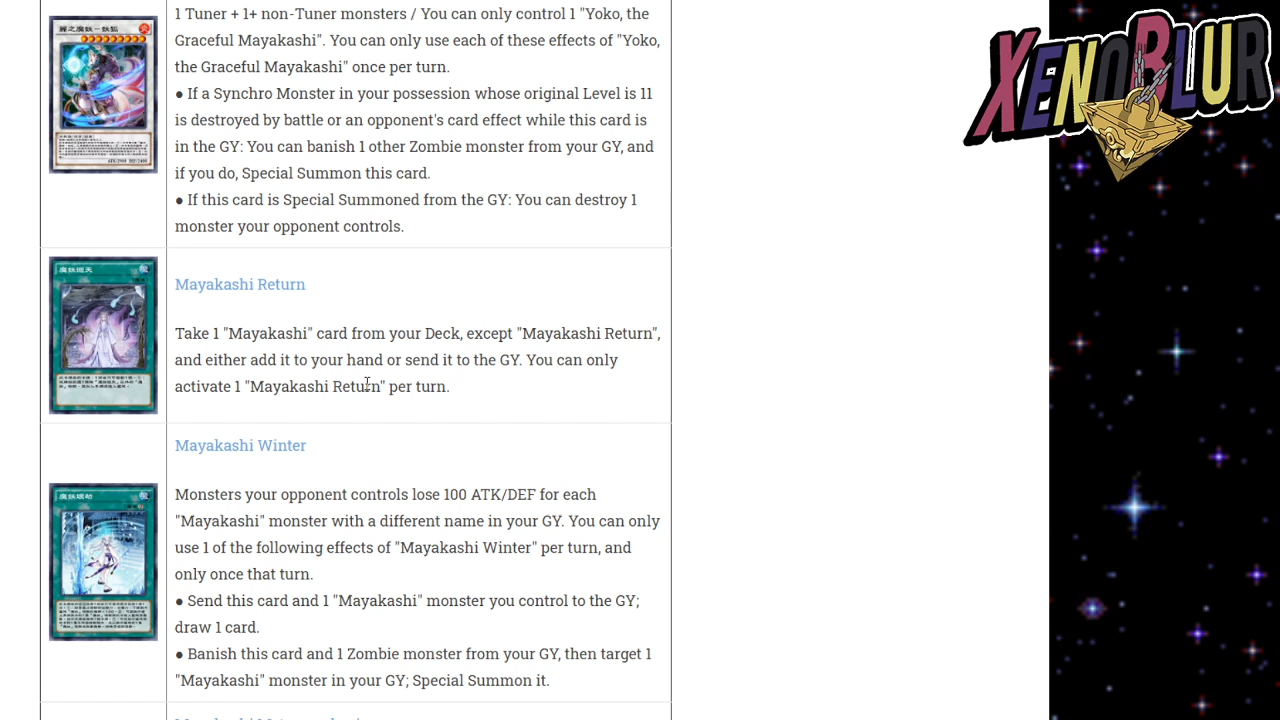 1 Tuner + 1+ non-Tuner monsters / You can only control 1 "Yoko, the
Graceful Mayakashi". You can only use each of these effects of "Yoko,
the Graceful Mayakashi" once per turn.
● If a Synchro Monster in your possession whose original Level is 11
is destroyed by battle or an opponent's card effect while this card is
in the GY: You can banish 1 other Zombie monster from your GY, and
if you do, Special Summon this card.
● If this card is Special Summoned from the GY: You can destroy 1
monster your opponent controls.
Mayakashi Return
Take 1 "Mayakashi" card from your Deck, except "Mayakashi Return",
and either add it to your hand or send it to the GY. You can only
activate 1 "Mayakashi Return" per turn.
Mayakashi Winter
Monsters your opponent controls lose 100 ATK/DEF for each
"Mayakashi" monster with a different name in your GY. You can only
use 1 of the following effects of "Mayakashi Winter" per turn, and
only once that turn.
● Send this card and 1 "Mayakashi" monster you control to the GY;
draw 1 card.
● Banish this card and 1 Zombie monster from your GY, then target 1
"Mayakashi" monster in your GY; Special Summon it.
XENOBLUR